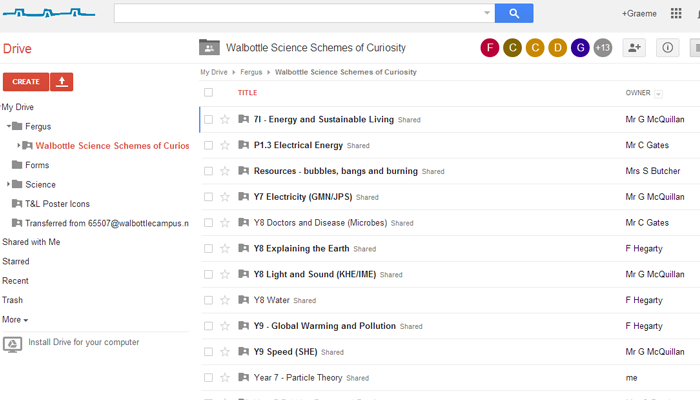 +Graeme
Drive
Walbottle Science Schemes of Curiosity
F C C D G +13
CREATE
My Drive Fergus Walbottle Science Schemes of Curiosity
TITLE OWNER
My Drive
Fergus
Walbottle Science Schemes of Curios
Forms
Science
T&L Poster Icons
Transferred from 65507@walbottlecampus.n
Shared with Me
Starred
Recent
Trash
More
Install Drive for your computer
7I - Energy and Sustainable Living Shared Mr G McQuillan
P1.3 Electrical Energy Shared Mr C Gates
Resources - bubbles, bangs and burning Shared Mrs S Butcher
Y7 Electricity (GMN/JPS) Shared Mr G McQuillan
Y8 Doctors and Disease (Microbes) Shared Mr C Gates
Y8 Explaining the Earth Shared F Hegarty
Y8 Light and Sound (KHE/IME) Shared Mr G McQuillan
Y8 Water Shared F Hegarty
Y9 - Global Warming and Pollution Shared F Hegarty
Y9 Speed (SHE) Shared Mr G McQuillan
Year 7 - Particle Theory Shared me